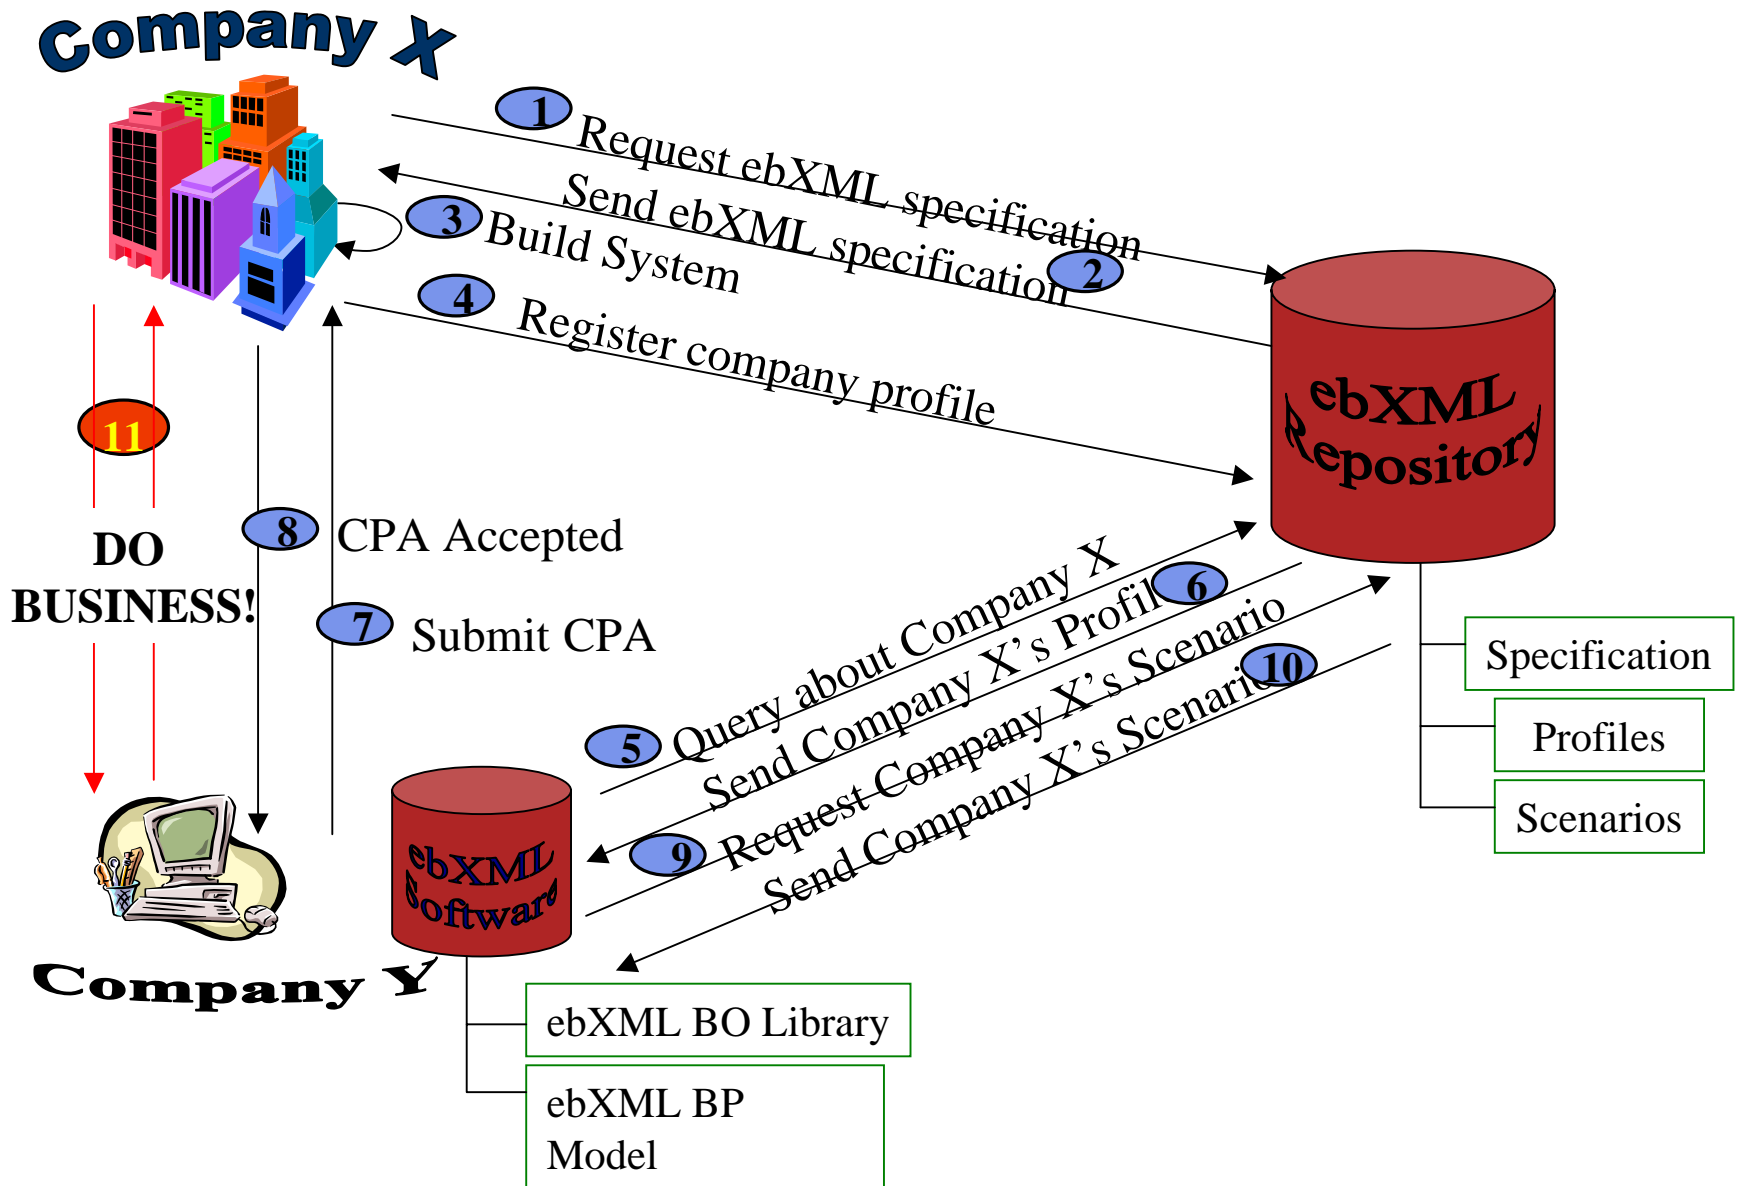 Company X
1
Request ebXML specification
Send ebXML specification
2
3
Build System
4
Register company profile
ebXML
Repository
11
DO
BUSINESS!
8
CPA Accepted
7
Submit CPA
5
Query about Company X
Send Company X’s Profil
6
9
Request Company X’s Scenario
Send Company X’s Scenario
10
Specification
Profiles
Scenarios
ebXML
Software
Company Y
ebXML BO Library
ebXML BP
Model